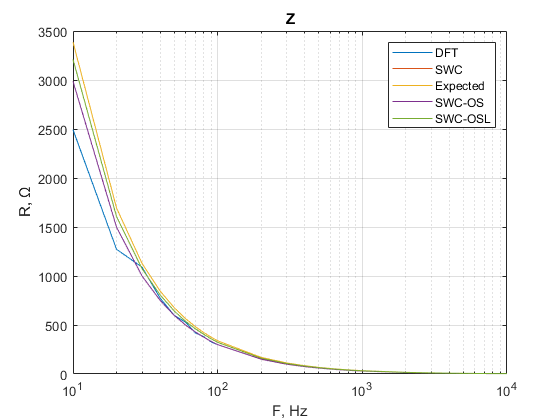 Z
3500
3000
2500
2000
1500
1000
500
0
R, Ω
10^1
10^2
10^3
10^4
F, Hz
DFT
SWC
Expected
SWC-OS
SWC-OSL